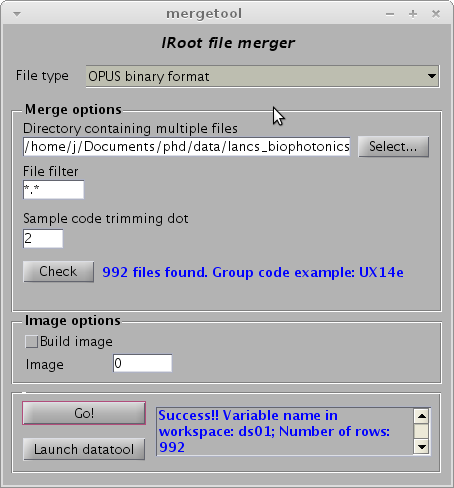 mergetool
IRoot file merger
File type OPUS binary format
Merge options
Directory containing multiple files
/home/j/Documents/phd/data/lancs_biophotonics Select...
File filter
*.*
Sample code trimming dot
2
Check 992 files found. Group code example: UX14e
Image options
Build image
Image 0
Go! Success!! Variable name in
workspace: ds01; Number of rows:
Launch datatool 992